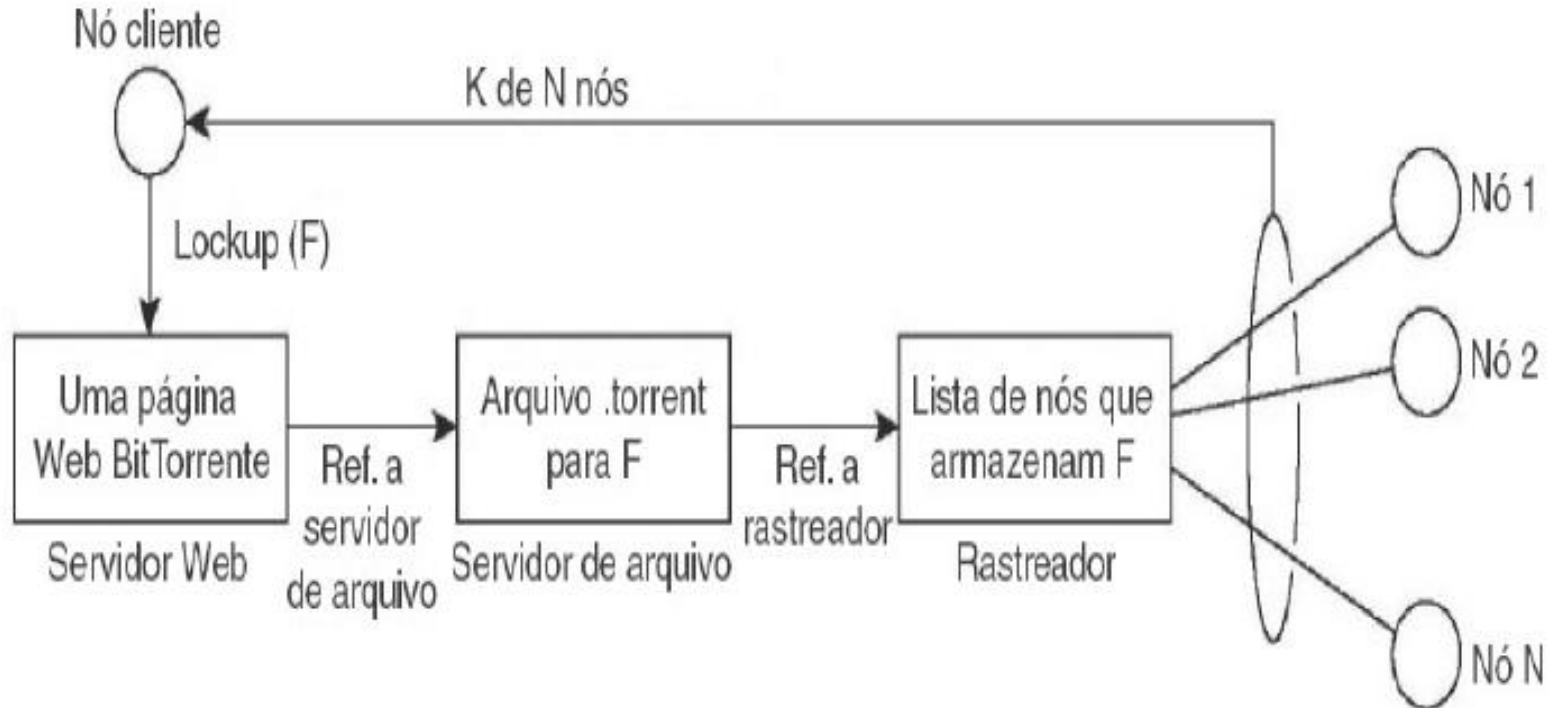 Nó cliente
K de N nós
Nó 1
Lockup (F)
Nó 2
Uma página
Web BitTorrente
Servidor Web
Ref. a
servidor
de arquivo
Arquivo .torrent
para F
Servidor de arquivo
Ref. a
rastreador
Lista de nós que
armazenam F
Rastreador
Nó N